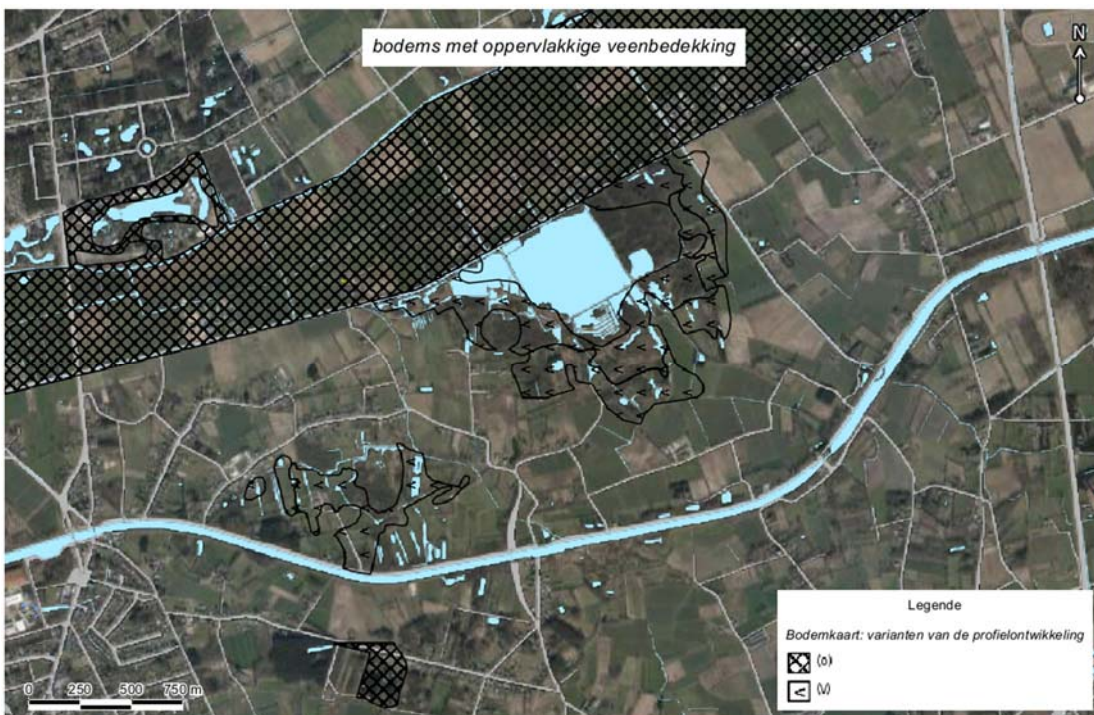 bodems met oppervlakkige veenbedekking
N
Legende
Bodemkaart: varianten van de profielontwikkeling
(o)
(v)
0 250 500 750 m